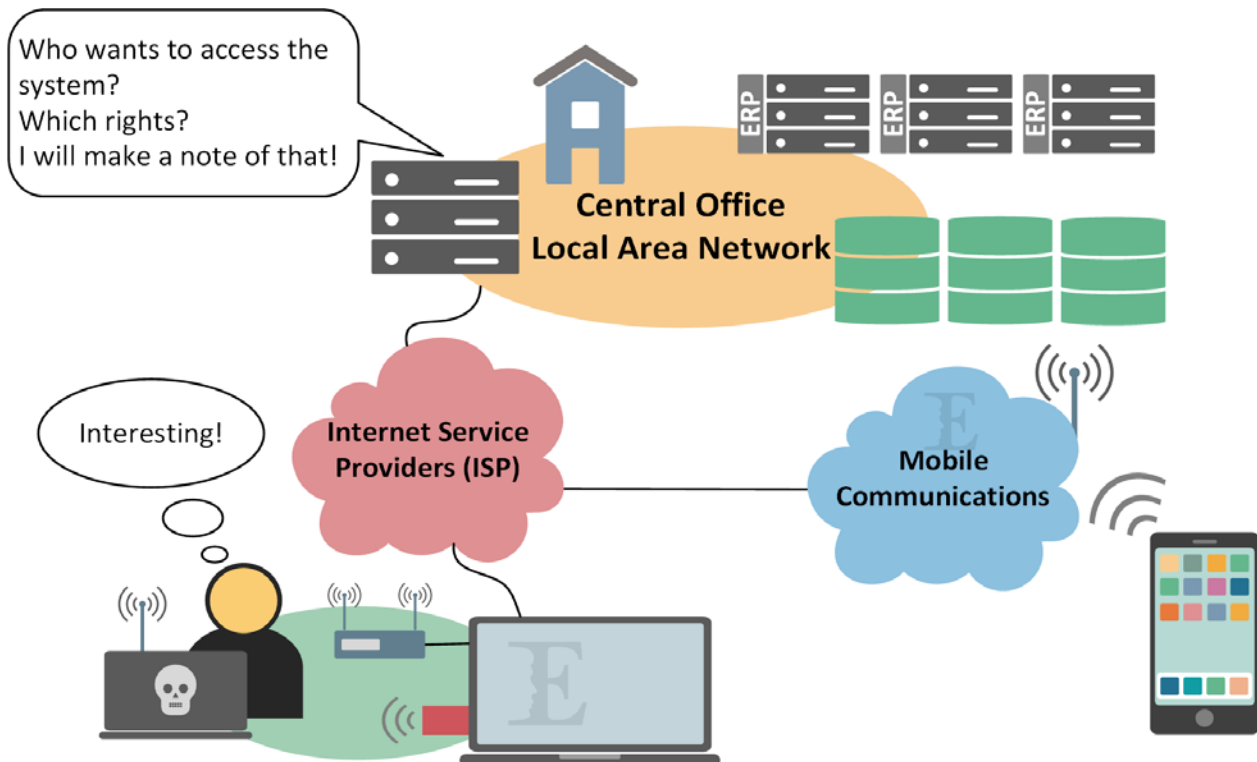 Who wants to access the
system?
Which rights?
I will make a note of that!
ERP
ERP
ERP
Central Office
Local Area Network
Interesting!
Internet Service
Providers (ISP)
E
Mobile
Communications
E